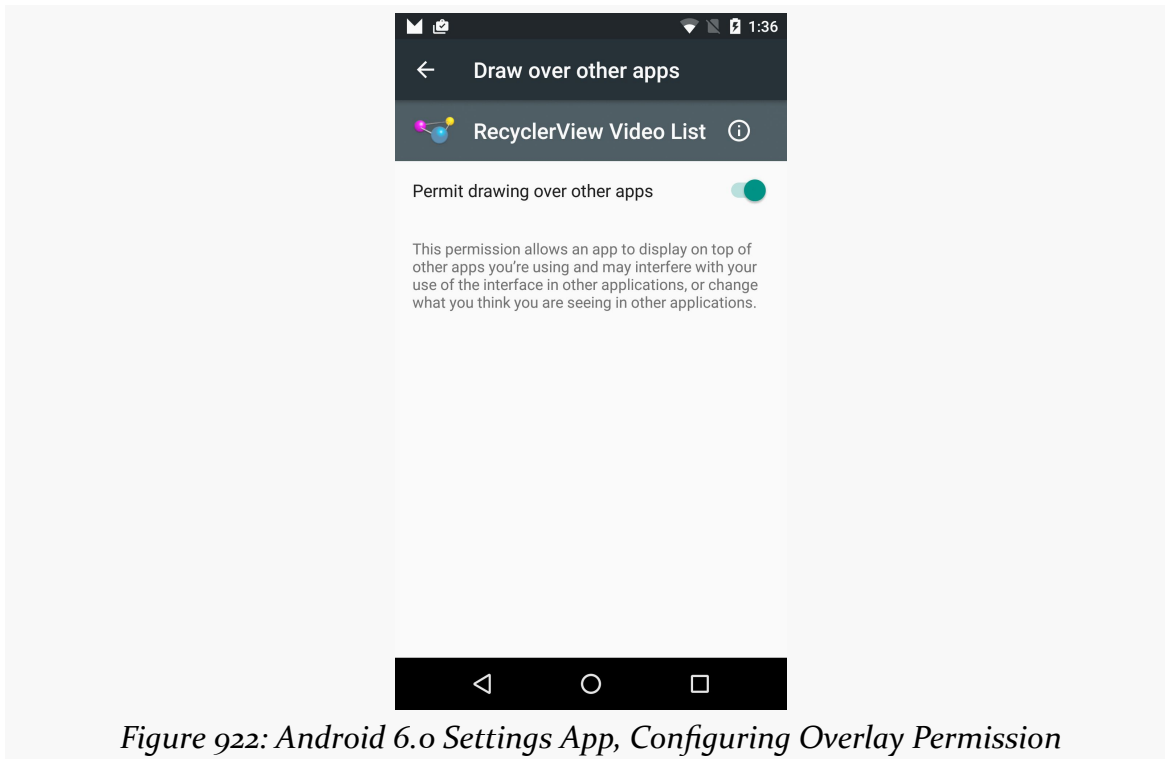 1:36
Draw over other apps
RecyclerView Video List
Permit drawing over other apps
This permission allows an app to display on top of
other apps you're using and may interfere with your
use of the interface in other applications, or change
what you think you are seeing in other applications.
Figure 922: Android 6.0 Settings App, Configuring Overlay Permission